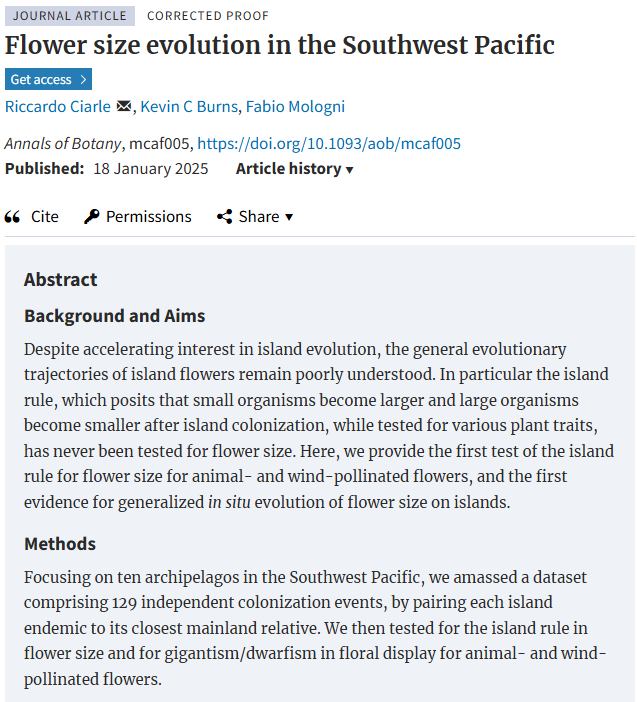 JOURNAL ARTICLE CORRECTED PROOF
Flower size evolution in the Southwest Pacific
Get access >
Riccardo Ciarle, Kevin C Burns, Fabio Mologni
Annals of Botany, mcaf005, https://doi.org/10.1093/aob/mcaf005
Published: 18 January 2025 Article history ▾
Cite Permissions Share ▾
Abstract
Background and Aims
Despite accelerating interest in island evolution, the general evolutionary
trajectories of island flowers remain poorly understood. In particular the island
rule, which posits that small organisms become larger and large organisms
become smaller after island colonization, while tested for various plant traits,
has never been tested for flower size. Here, we provide the first test of the island
rule for flower size for animal- and wind-pollinated flowers, and the first
evidence for generalized in situ evolution of flower size on islands.
Methods
Focusing on ten archipelagos in the Southwest Pacific, we amassed a dataset
comprising 129 independent colonization events, by pairing each island
endemic to its closest mainland relative. We then tested for the island rule in
flower size and for gigantism/dwarfism in floral display for animal- and wind-
pollinated flowers.